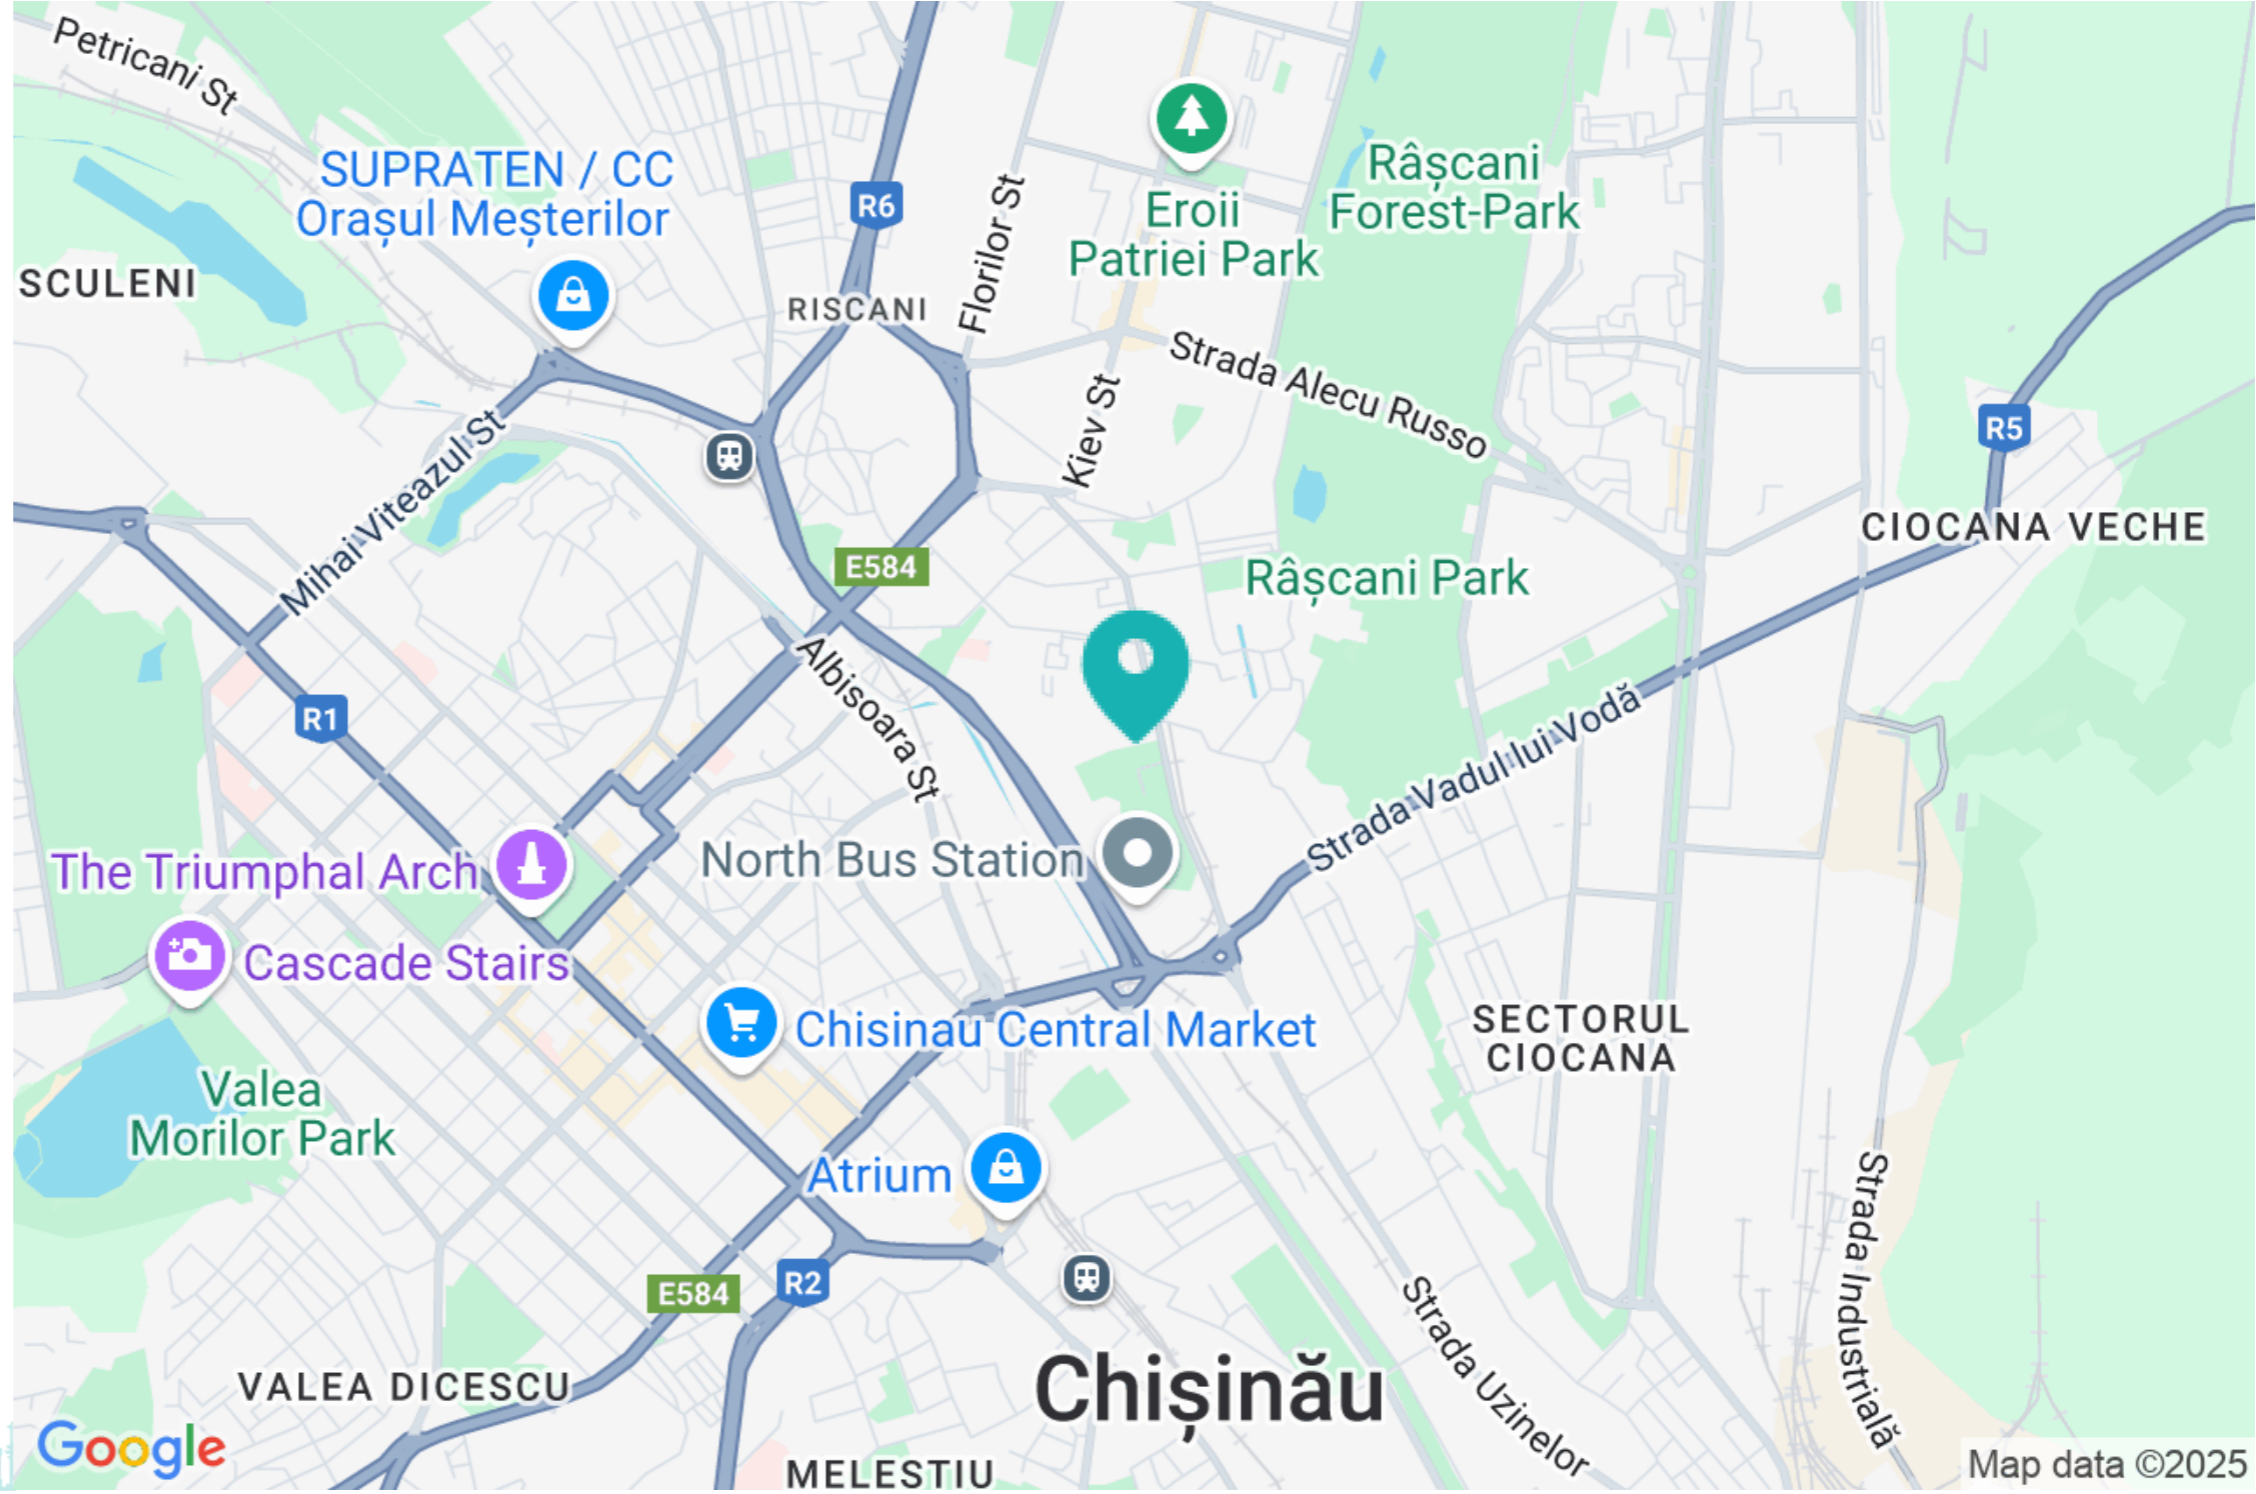 Petricani St
SUPRATEN / CC
Orașul Meșterilor
SCULENI
R6
RISCANI
Florilor St
Eroii
Patriei Park
Râșcani
Forest-Park
Strada Alecu Russo
Kiev St
R5
CIOCANA VECHE
Mihai Viteazul St
E584
Râșcani Park
Albisoara St
R1
Strada Vadul lui Vodă
The Triumphal Arch
North Bus Station
Cascade Stairs
Chisinau Central Market
SECTORUL
CIOCANA
Valea
Morilor Park
Atrium
Strada Industrială
E584
R2
Strada Uzinelor
VALEA DICESCU
Chișinău
Google
MELESTIU
Map data ©2025